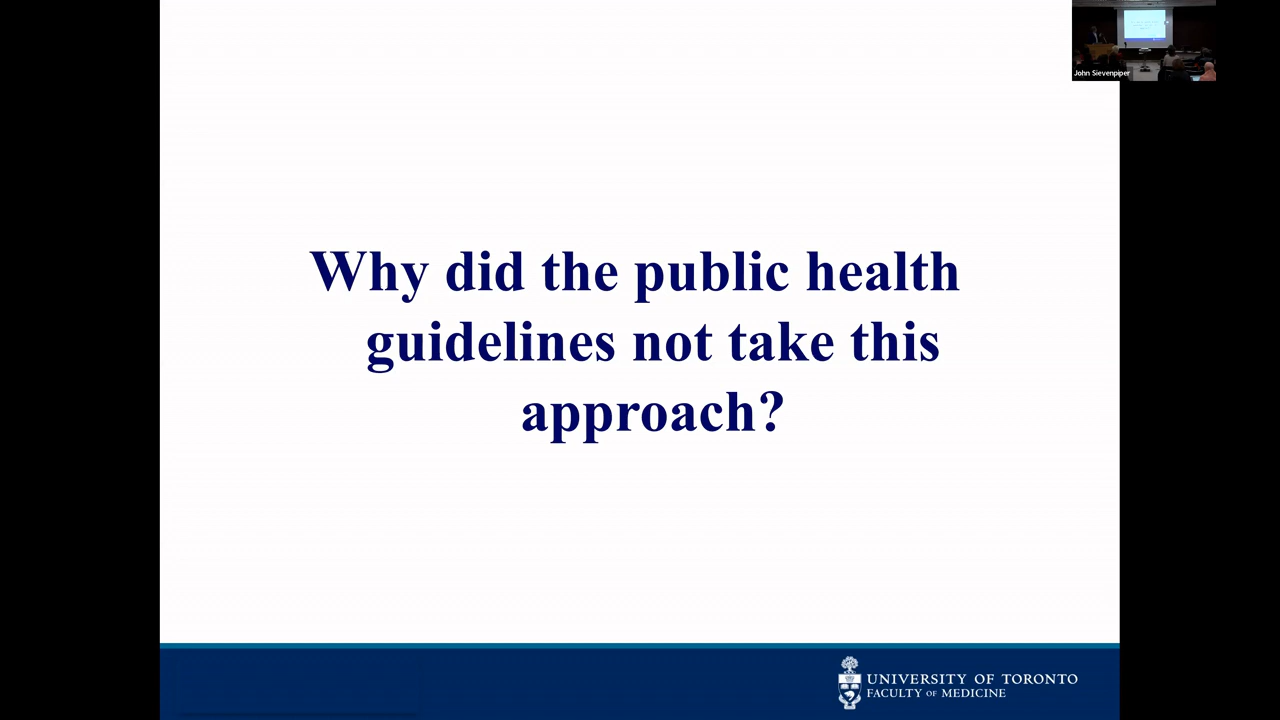 John Sievenpiper
Why did the public health
guidelines not take this
approach?
UNIVERSITY OF TORONTO
FACULTY OF MEDICINE